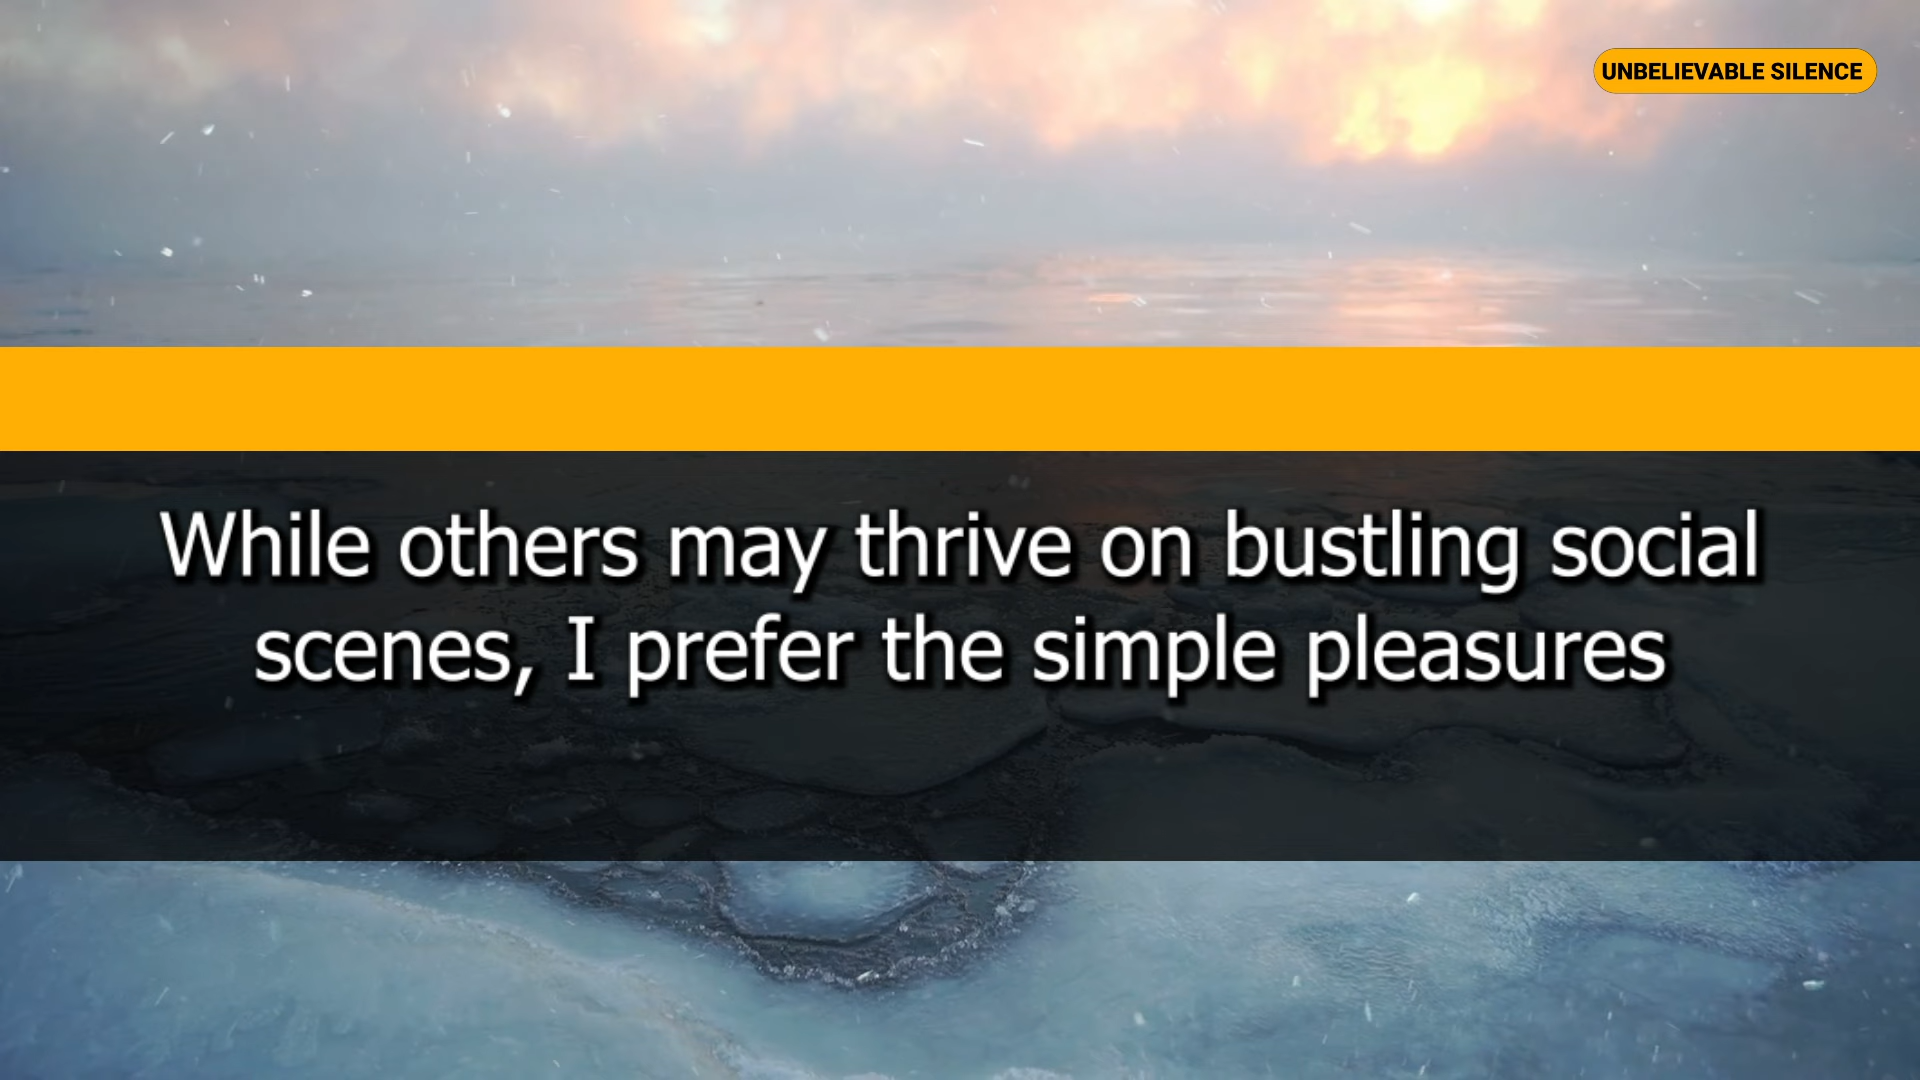 UNBELIEVABLE SILENCE
While others may thrive on bustling social
scenes, I prefer the simple pleasures